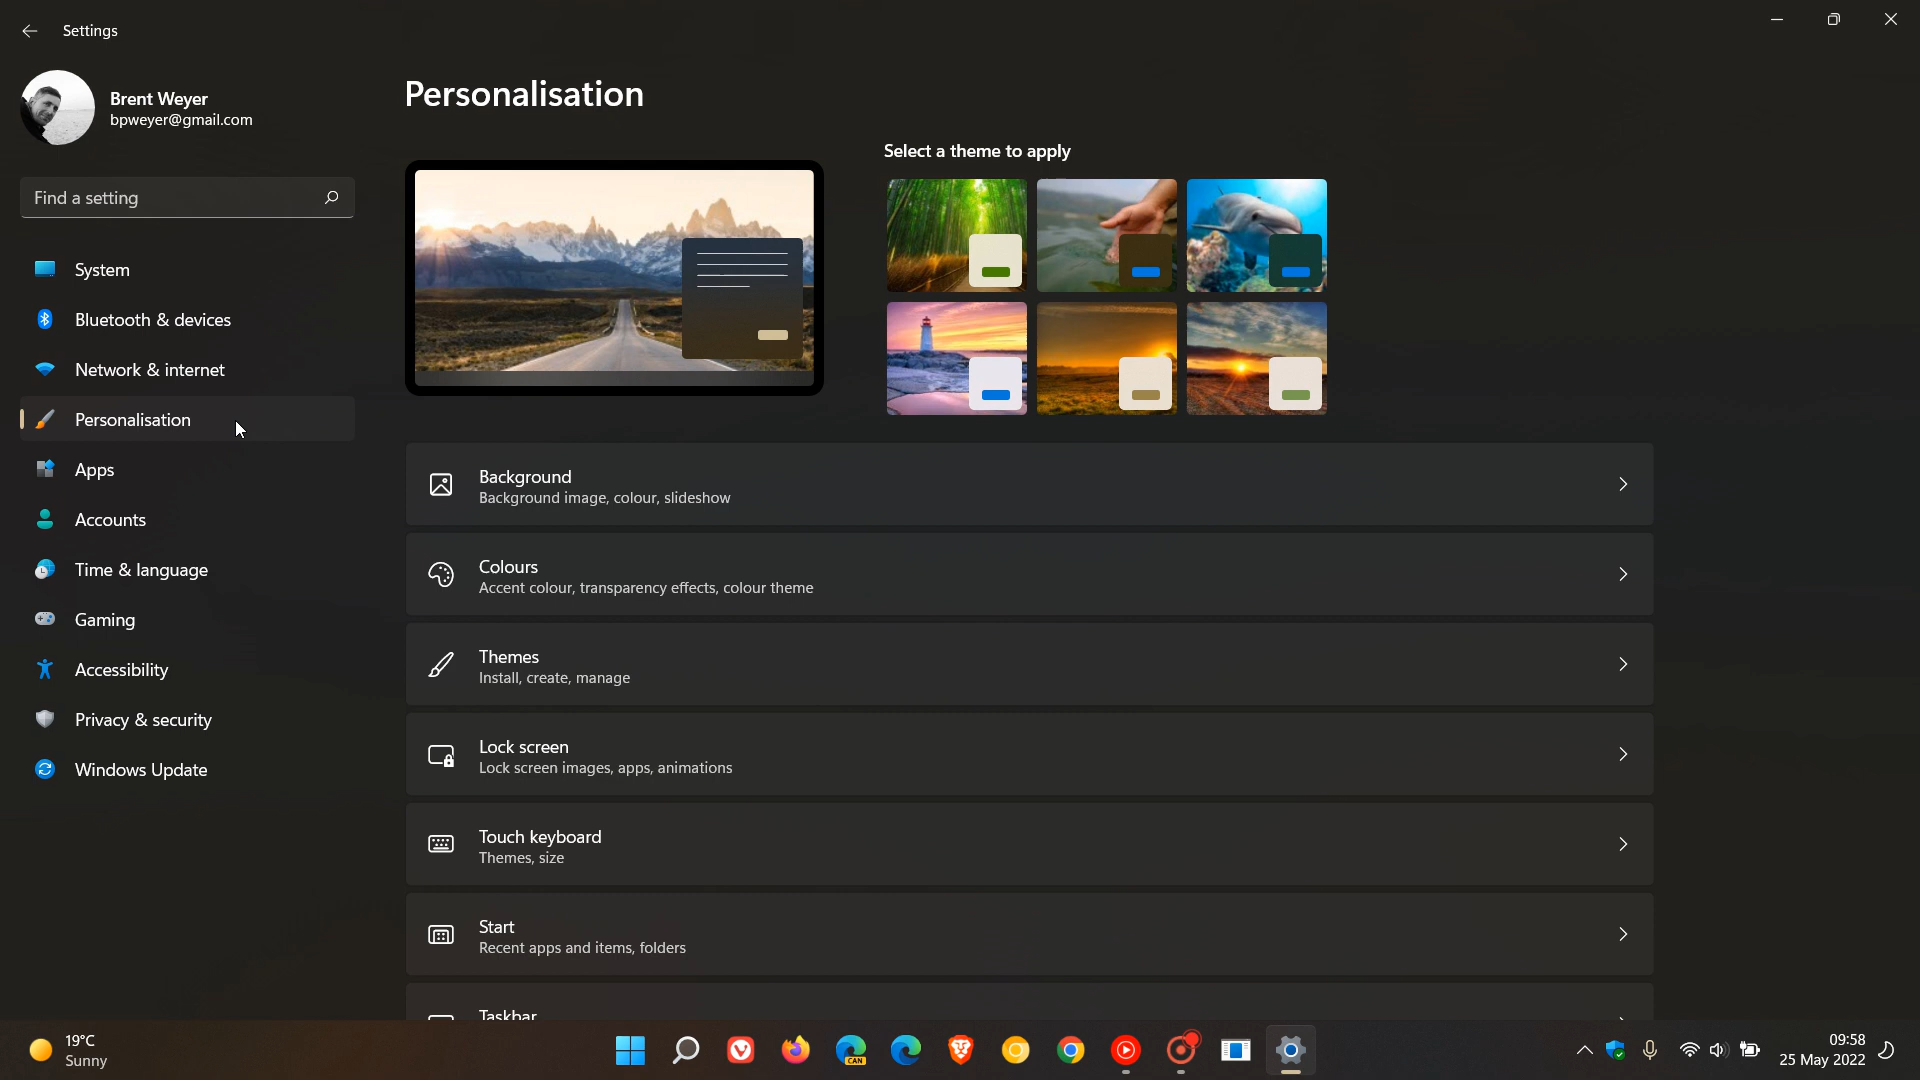 Settings
Brent Weyer
bpweyer@gmail.com
Find a setting
System
Bluetooth & devices
Network & internet
Personalisation
Apps
Accounts
Time & language
Gaming
Accessibility
Privacy & security
Windows Update
Personalisation
Select a theme to apply
Background
Background image, colour, slideshow
Colours
Accent colour, transparency effects, colour theme
Themes
Install, create, manage
Lock screen
Lock screen images, apps, animations
Touch keyboard
Themes, size
Start
Recent apps and items, folders
Taskbar
19°C
Sunny
CAN
09:58
25 May 2022